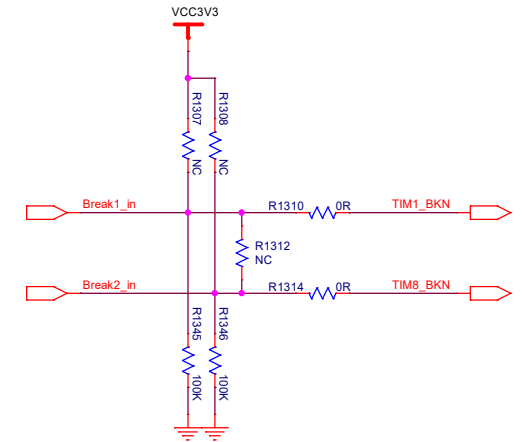 VCC3V3
R1307
R1308
NC
NC
Break1_in
R1310
0R
TIM1_BKN
R1312
NC
Break2_in
R1314
0R
TIM8_BKN
R1345
R1346
100K
100K